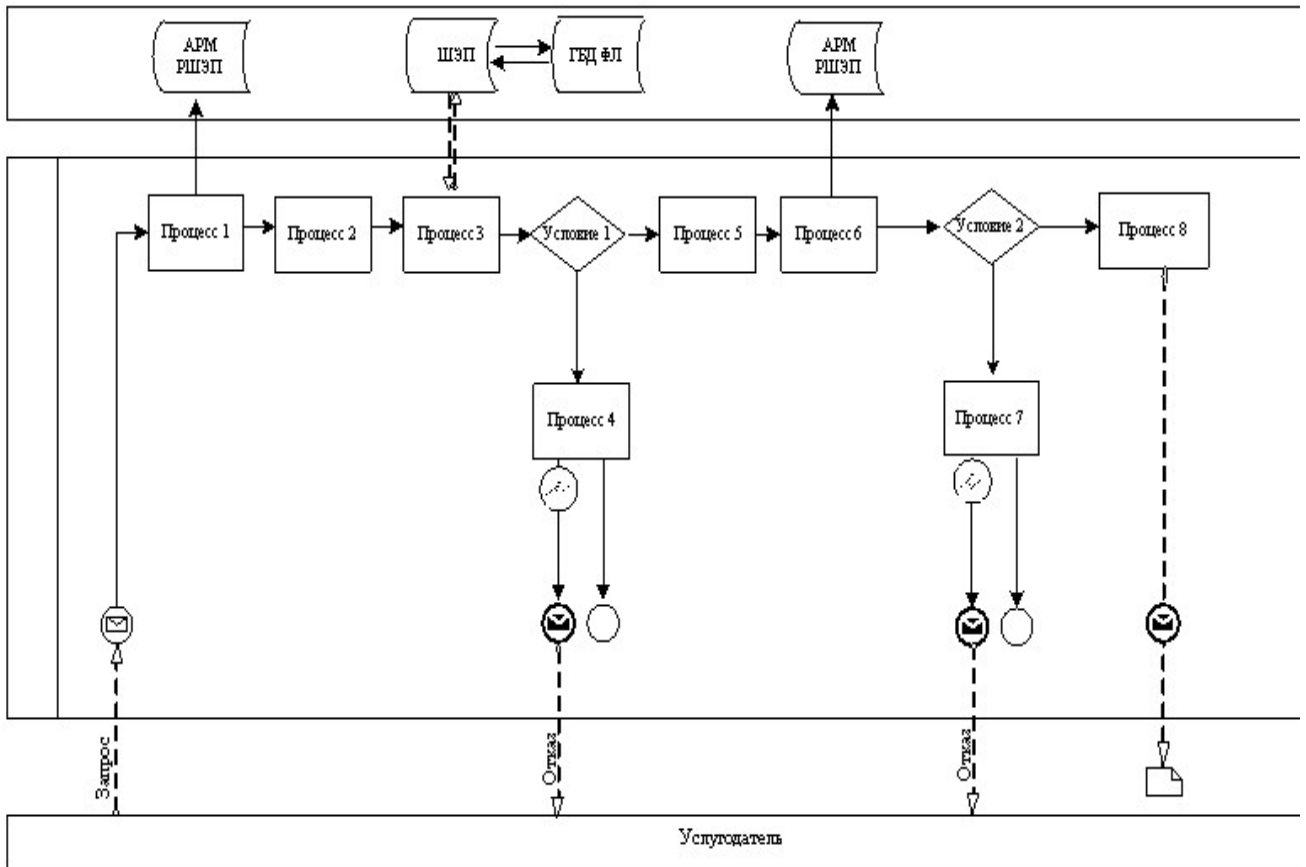 АРМ
РШЭП
ШЭП
ГБД ФЛ
АРМ
РШЭП
Процесс 1
Процесс 2
Процесс 3
Условие 1
Процесс 5
Процесс 6
Условие 2
Процесс 8
Процесс 4
Процесс 7
Запрос
Отказ
Отказ
Услугодатель